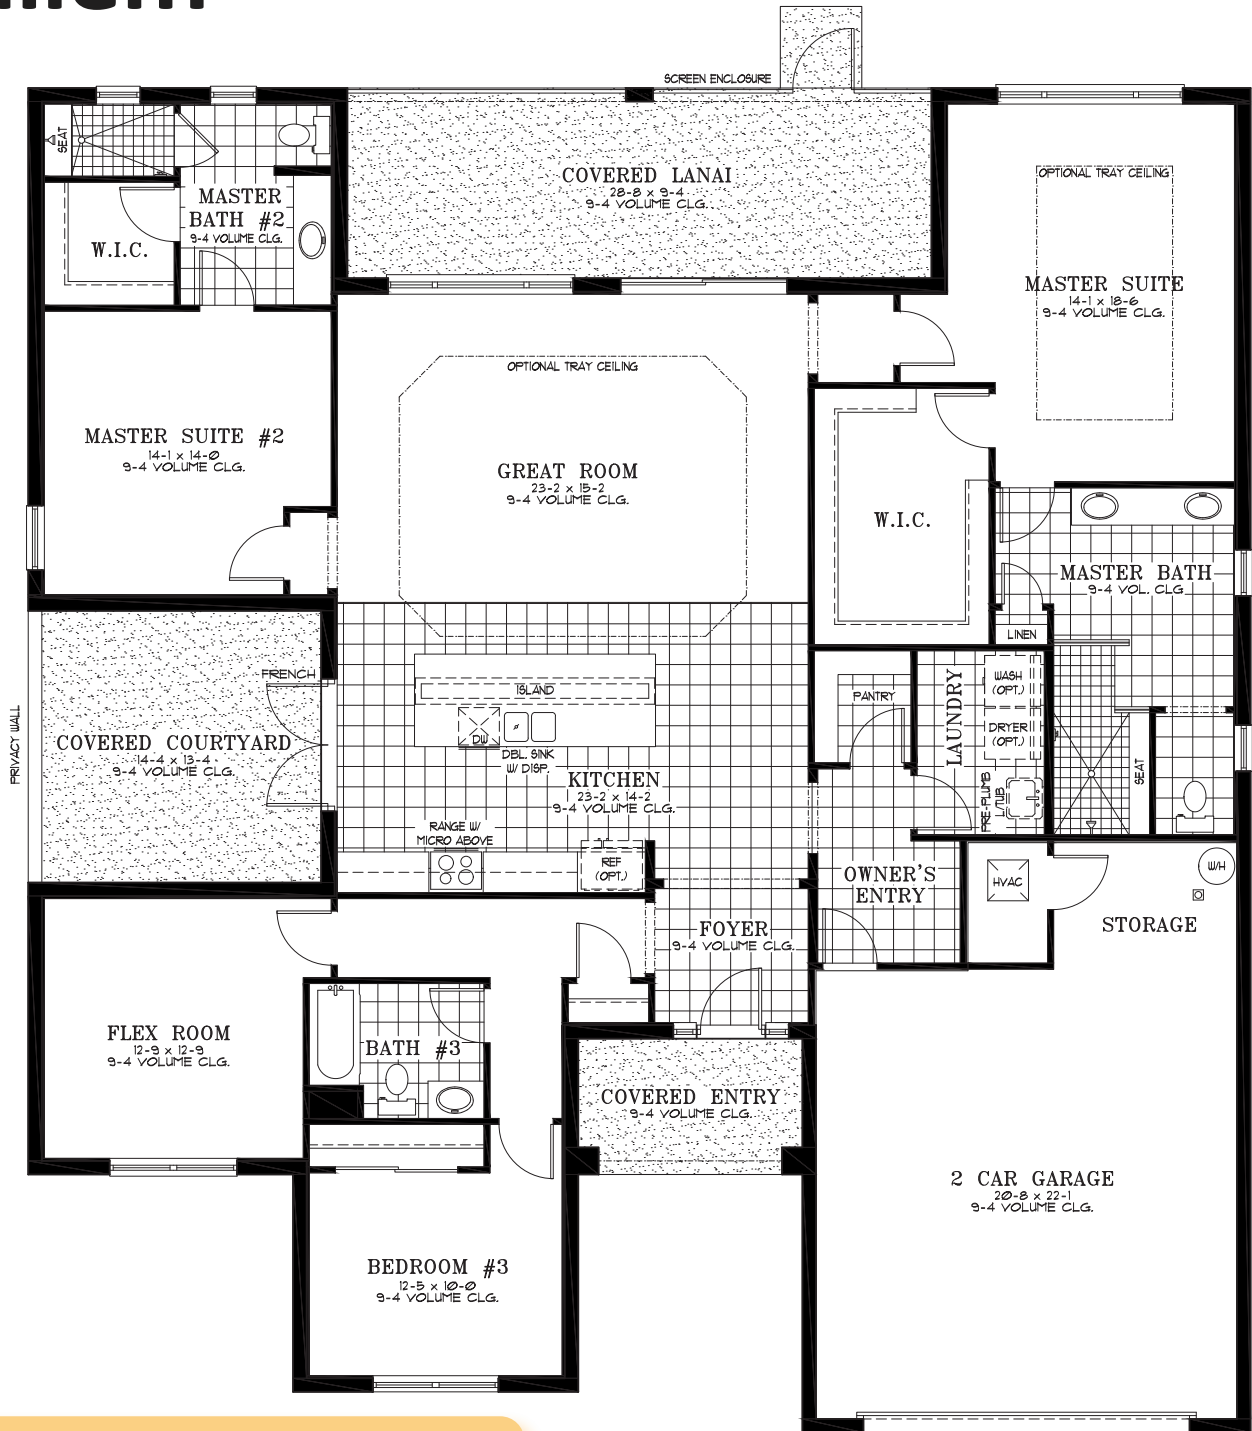 SCREEN ENCLOSURE
SEAT
COVERED LANAI
28-8 x 9-4
9-4 VOLUME CLG.
OPTIONAL TRAY CEILING
MASTER
BATH #2
9-4 VOLUME CLG.
W.I.C.
MASTER SUITE
14-1 x 18-6
9-4 VOLUME CLG.
OPTIONAL TRAY CEILING
MASTER SUITE #2
14-1 x 14-0
9-4 VOLUME CLG.
GREAT ROOM
23-2 x 15-2
9-4 VOLUME CLG.
W.I.C.
MASTER BATH
9-4 VOL. CLG.
LINEN
FRENCH
ISLAND
PANTRY
LAUNDRY
WASH
(OPT.)
DRYER
(OPT.)
PRIVACY WALL
COVERED COURTYARD
14-4 x 13-4
9-4 VOLUME CLG.
DW
DBL. SINK
W/ DISP.
KITCHEN
23-2 x 14-2
9-4 VOLUME CLG.
PRE-PLUMB
L/TUB
SEAT
RANGE W/
MICRO ABOVE
REF
(OPT.)
OWNER'S
ENTRY
HVAC
W/H
STORAGE
FOYER
9-4 VOLUME CLG.
FLEX ROOM
12-9 x 12-9
9-4 VOLUME CLG.
BATH #3
COVERED ENTRY
9-4 VOLUME CLG.
2 CAR GARAGE
20-8 x 22-1
9-4 VOLUME CLG.
BEDROOM #3
12-5 x 10-0
9-4 VOLUME CLG.